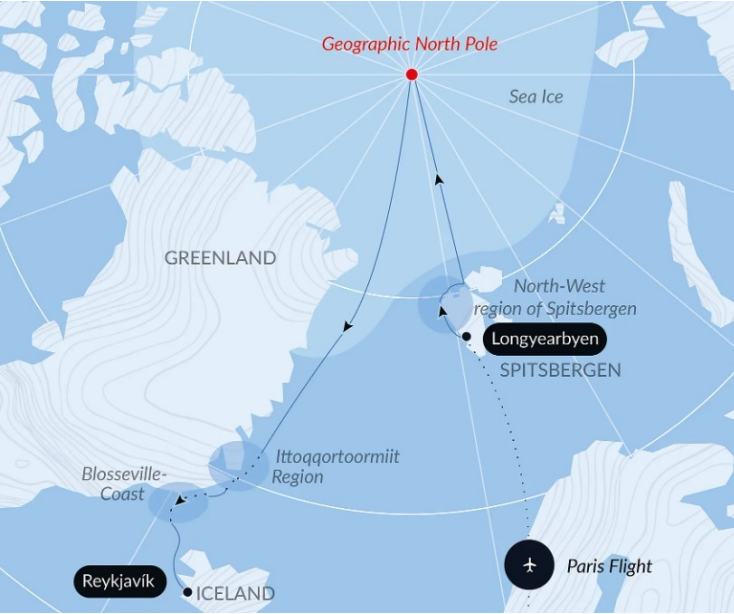 Geographic North Pole
Sea Ice
GREENLAND
North-West
region of Spitsbergen
Longyearbyen
SPITSBERGEN
Ittoqqortoormiit
Region
Blosseville-
Coast
Paris Flight
Reykjavík
ICELAND